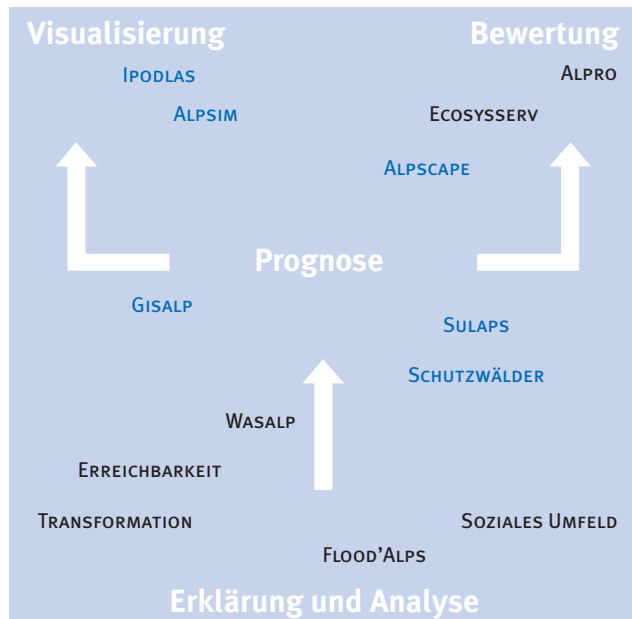 Visualisierung Bewertung
IPODLAS ALPRO
ALPSIM ECOSYSSERV
ALPSCAPE
Prognose
GISALP
SULAPS
SCHUTZWÄLDER
WASALP
ERREICHBARKEIT
TRANSFORMATION SOZIALES UMFELD
FLOOD'ALPS
Erklärung und Analyse